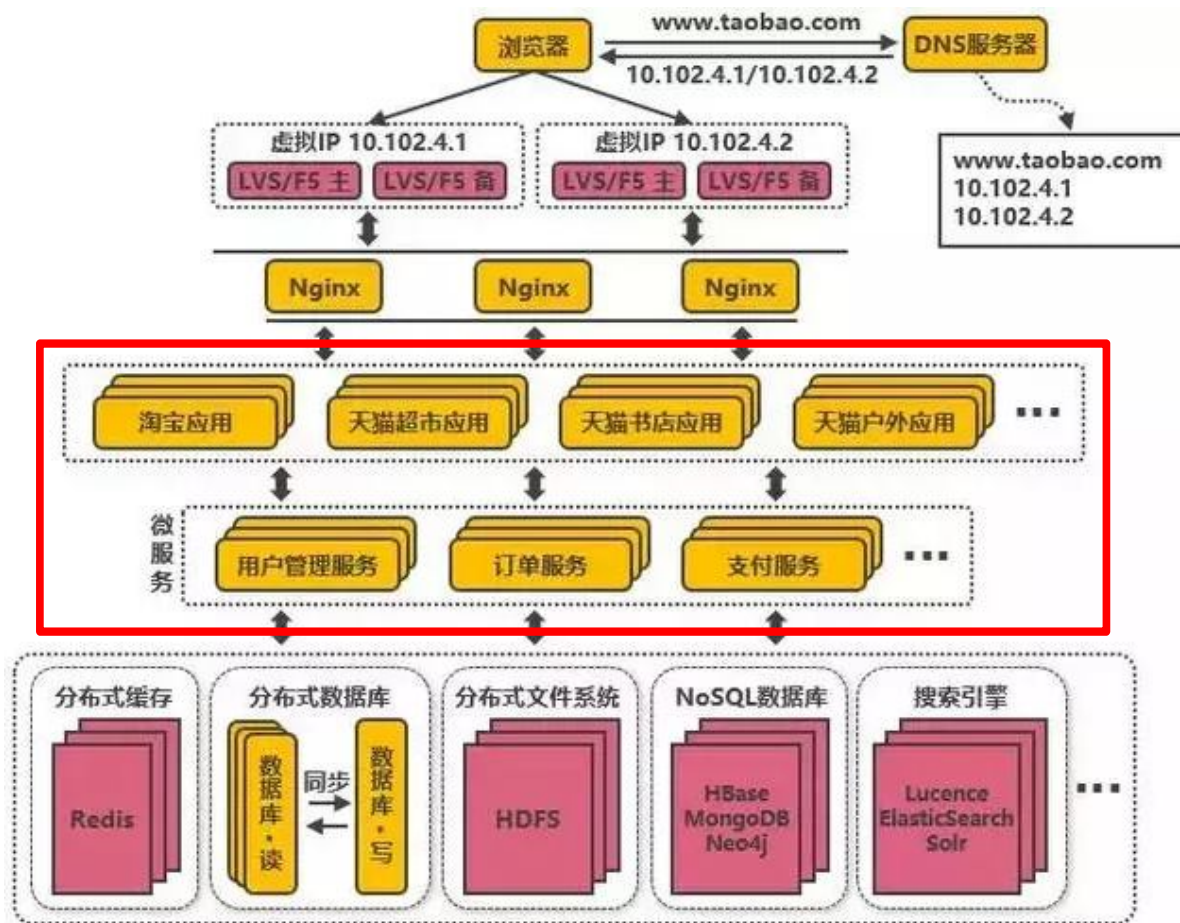 www.taobao.com
浏览器
DNS服务器
10.102.4.1/10.102.4.2
虚拟IP 10.102.4.1
虚拟IP 10.102.4.2
LVS/F5 主
LVS/F5 备
LVS/F5 主
LVS/F5 备
www.taobao.com
10.102.4.1
10.102.4.2
Nginx
Nginx
Nginx
淘宝应用
天猫超市应用
天猫书店应用
天猫户外应用
...
微服务
用户管理服务
订单服务
支付服务
...
分布式缓存
分布式数据库
分布式文件系统
NoSQL数据库
搜索引擎
Redis
数据库·读
同步
数据库·写
HDFS
HBase
MongoDB
Neo4j
Lucence
ElasticSearch
Solr
...